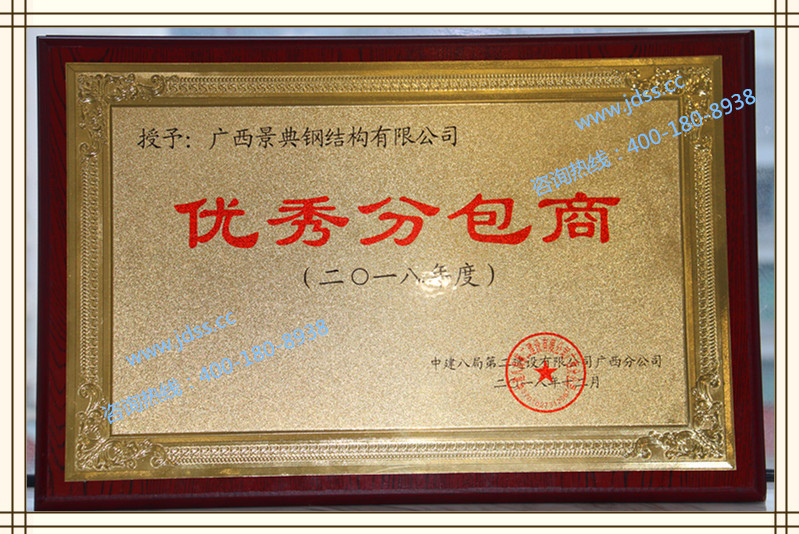 授予：广西景典钢结构有限公司
优秀分包商
（二〇一八年度）
中建八局第二建设有限公司广西分公司
二〇一八年十二月
www.jdss.cc
咨询热线：400-180-8938
www.jdss.cc
咨询热线：400-180-8938